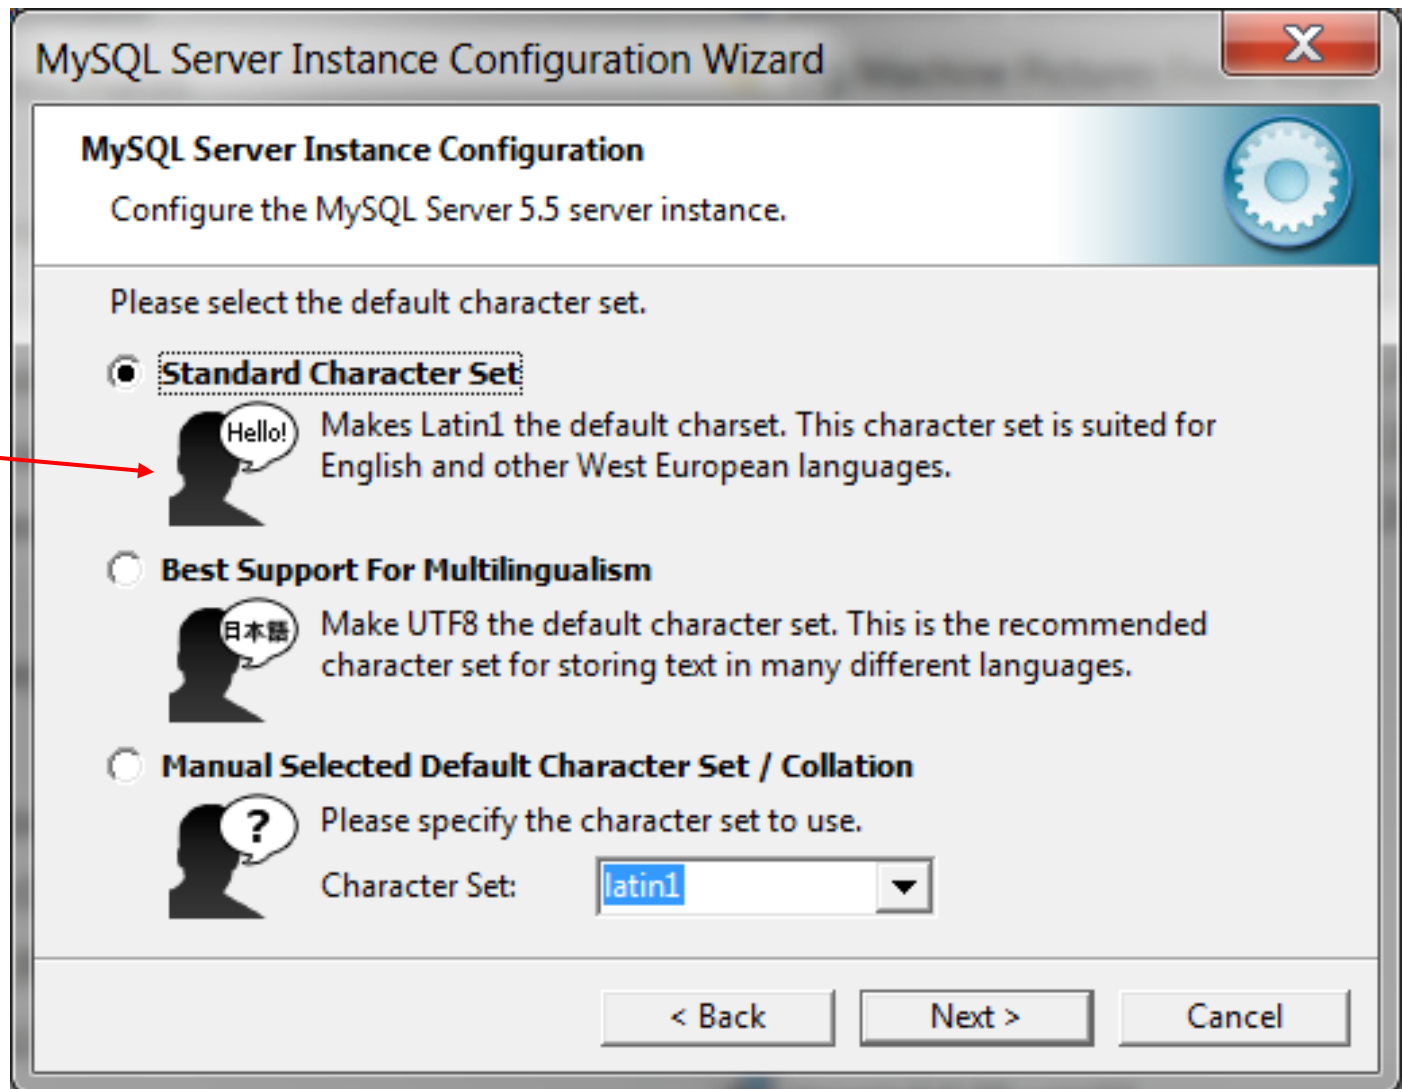 MySQL Server Instance Configuration Wizard
MySQL Server Instance Configuration
Configure the MySQL Server 5.5 server instance.
Please select the default character set.
Standard Character Set
Hello!
Makes Latin1 the default charset. This character set is suited for
English and other West European languages.
Best Support For Multilingualism
日本語
Make UTF8 the default character set. This is the recommended
character set for storing text in many different languages.
Manual Selected Default Character Set / Collation
?
Please specify the character set to use.
Character Set:
latin1
< Back
Next >
Cancel